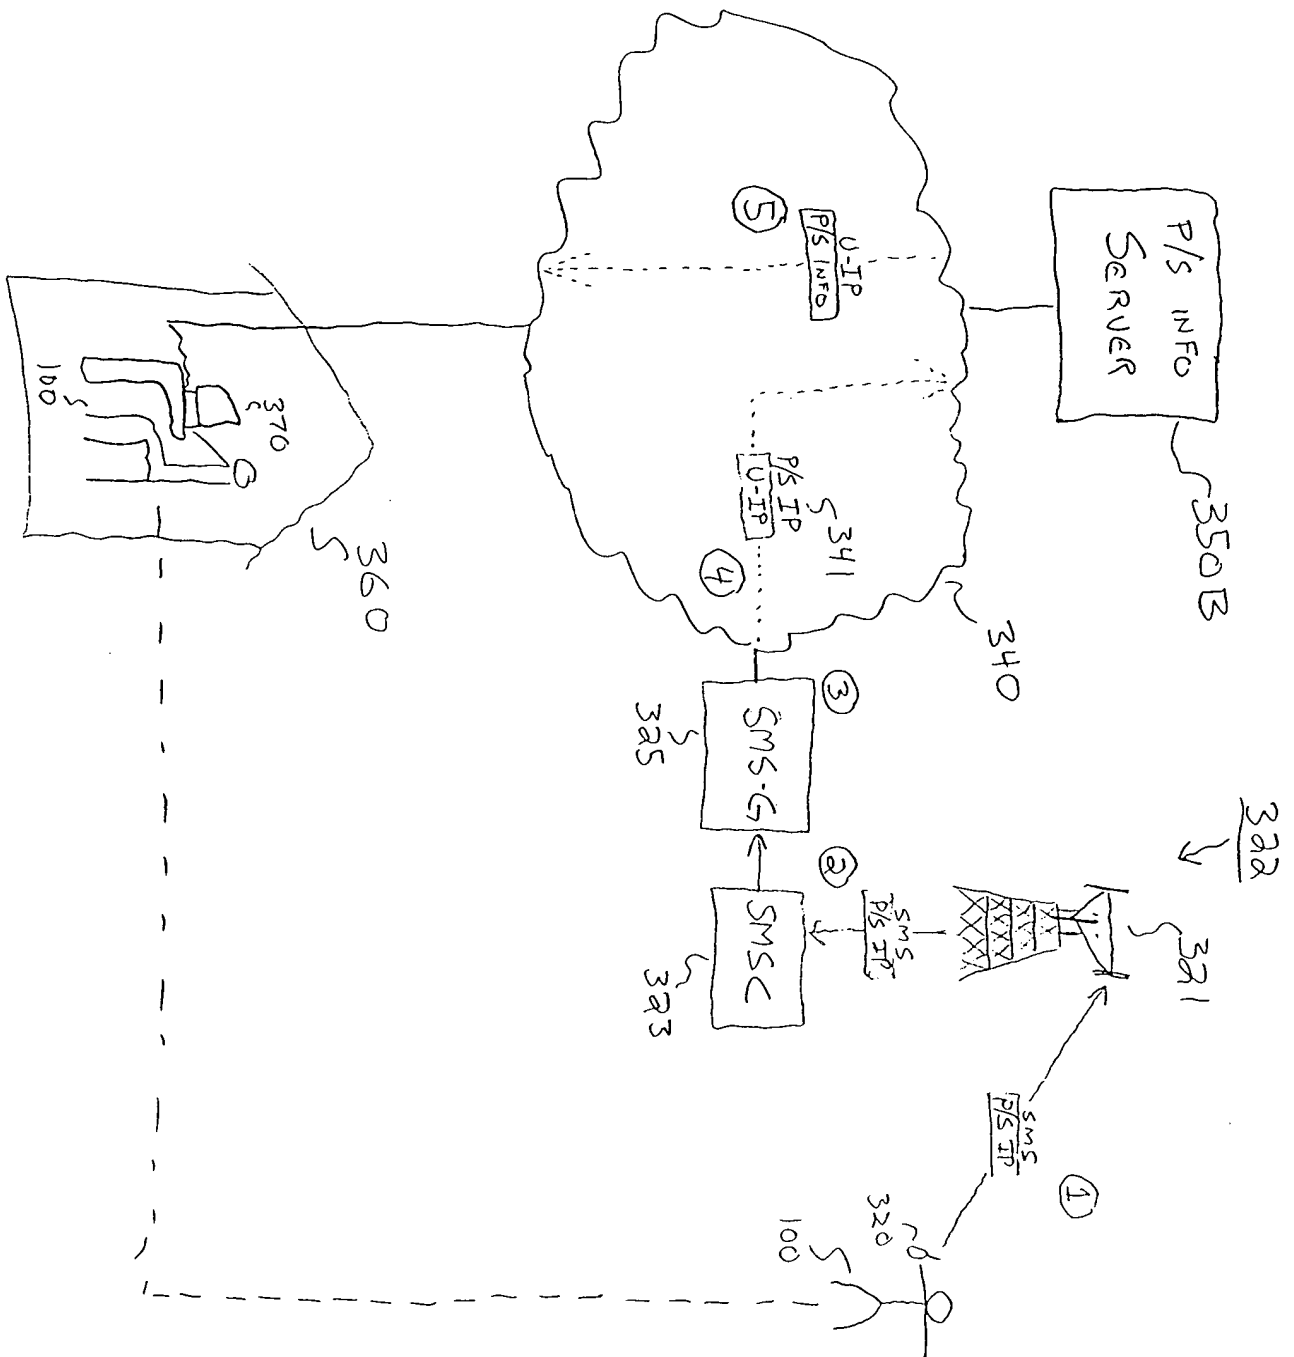 P/S INFO
SERVER
350B
340
U-IP
P/S INFO
5
P/S IP
U-IP
341
4
360
370
100
3
SMS-G
325
2
SMSC
323
SMS
P/S IP
322
321
SMS
P/S IP
1
320
100